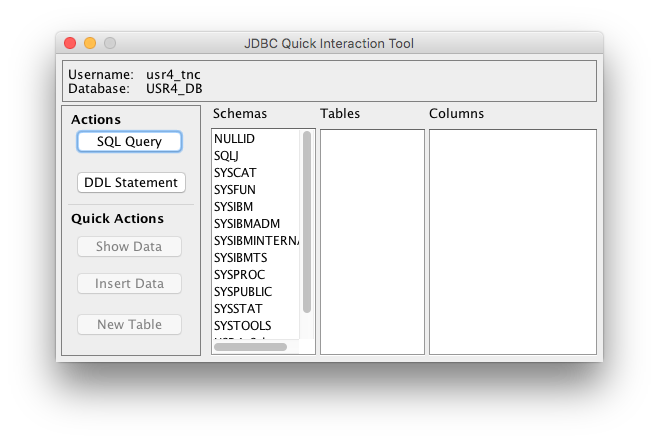 JDBC Quick Interaction Tool
Username: usr4_tnc
Database: USR4_DB
Actions
SQL Query
DDL Statement
Quick Actions
Show Data
Insert Data
New Table
Schemas
NULLID
SQLJ
SYSCAT
SYSFUN
SYSIBM
SYSIBMADM
SYSIBMINTERNA
SYSIBMTS
SYSPROC
SYSPUBLIC
SYSSTAT
SYSTOOLS
Tables
Columns